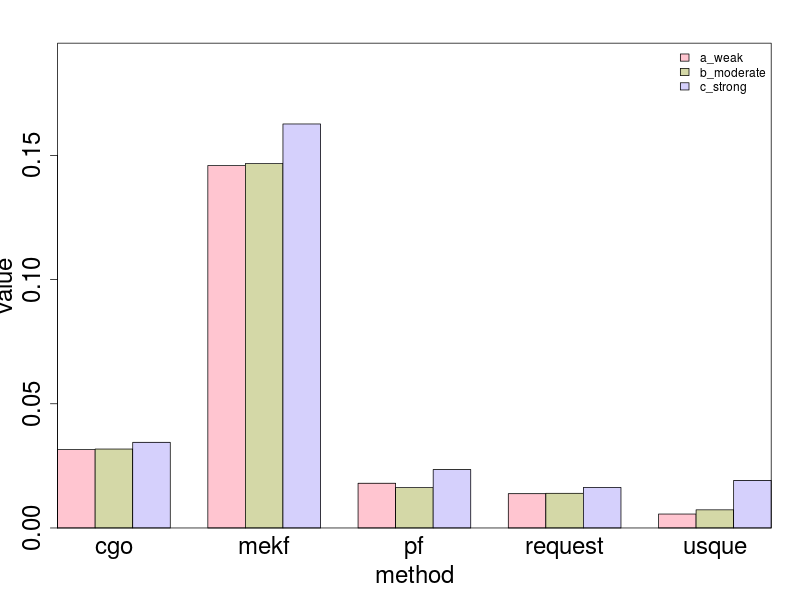 a_weak
b_moderate
c_strong
value
0.15
0.10
0.05
0.00
cgo mekf pf request usque
method